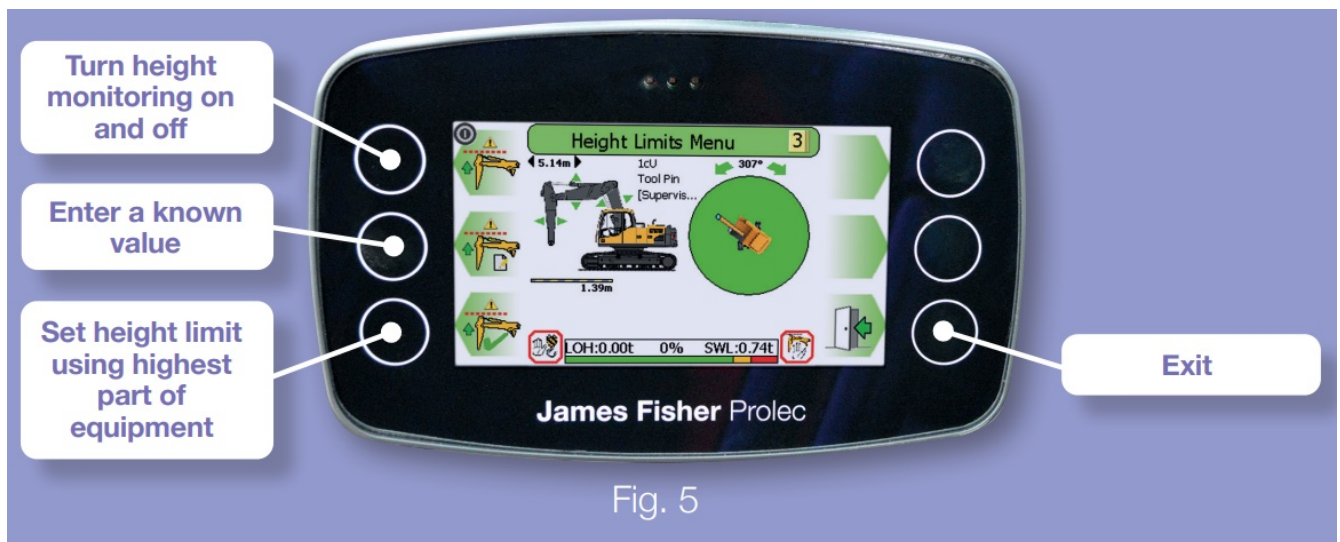 Turn height
monitoring on
and off
Enter a known
value
Set height limit
using highest
part of
equipment
Height Limits Menu 3
5.14m
1cU
Tool Pin
[Supervis...
307°
1.39m
LOH:0.00t 0% SWL:0.74t
James Fisher Prolec
Exit
Fig. 5